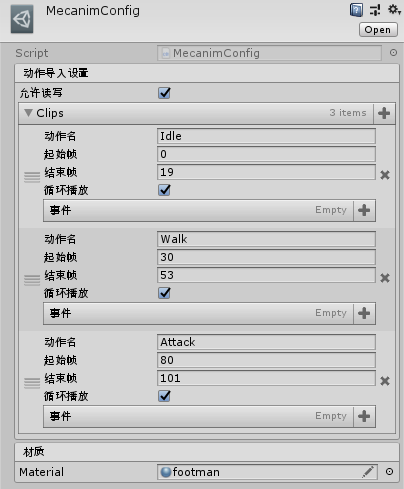 MecanimConfig
Open
Script MecanimConfig
动作导入设置
允许读写
Clips 3 items
动作名 Idle
起始帧 0
结束帧 19
循环播放
事件 Empty
动作名 Walk
起始帧 30
结束帧 53
循环播放
事件 Empty
动作名 Attack
起始帧 80
结束帧 101
循环播放
事件 Empty
材质
Material footman